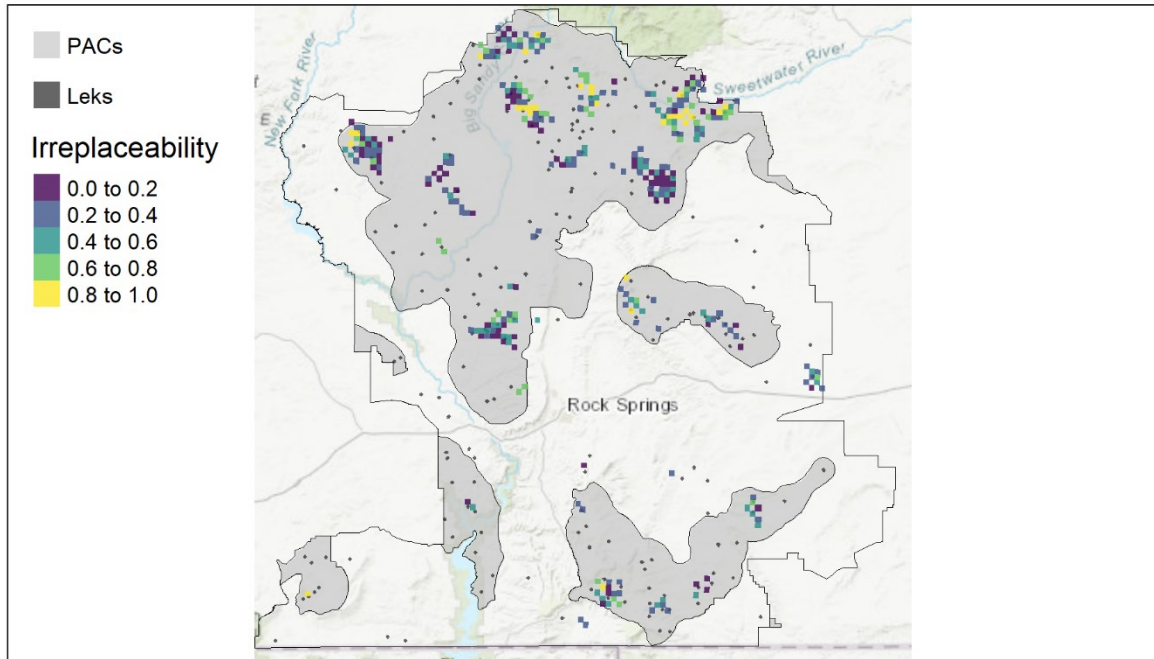 PACs
Leks
Irreplaceability
0.0 to 0.2
0.2 to 0.4
0.4 to 0.6
0.6 to 0.8
0.8 to 1.0
New Fork River
Big Sandy
Sweetwater River
Rock Springs